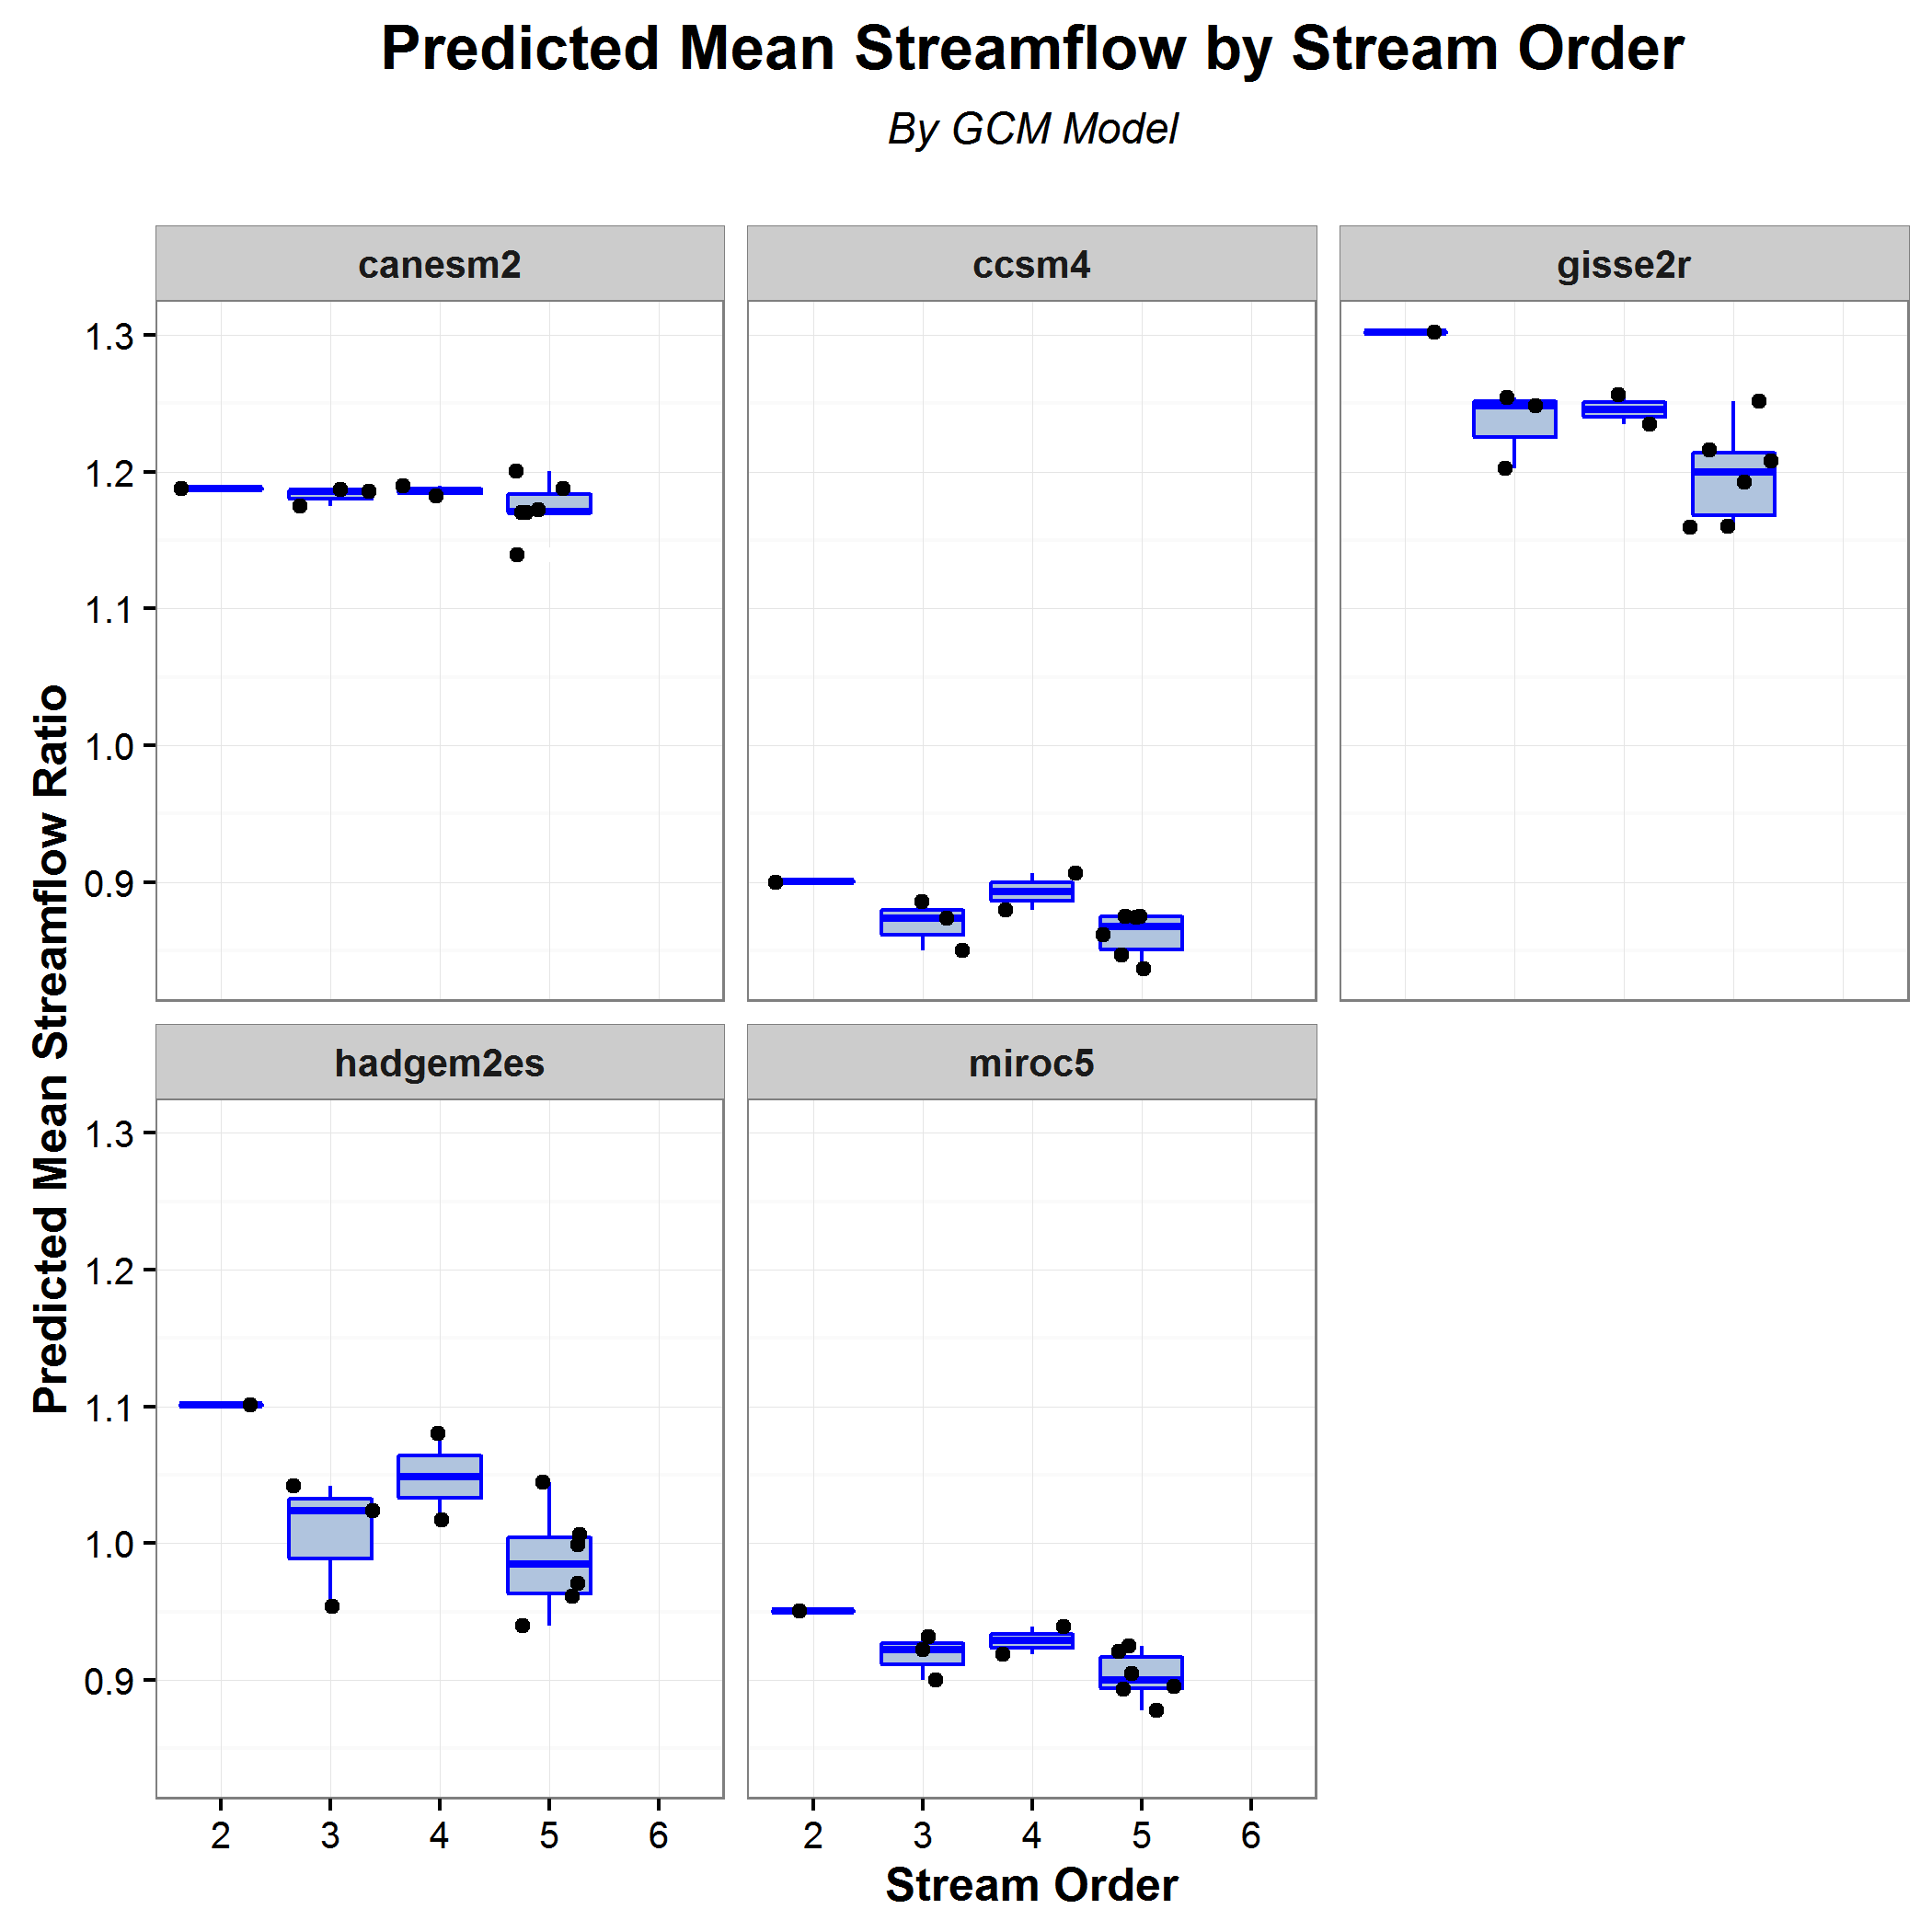 Predicted Mean Streamflow by Stream Order
By GCM Model
canesm2
ccsm4
gisse2r
1.3
1.2
1.1
1.0
0.9
Predicted Mean Streamflow Ratio
hadgem2es
miroc5
1.3
1.2
1.1
1.0
0.9
2 3 4 5 6
2 3 4 5 6
Stream Order